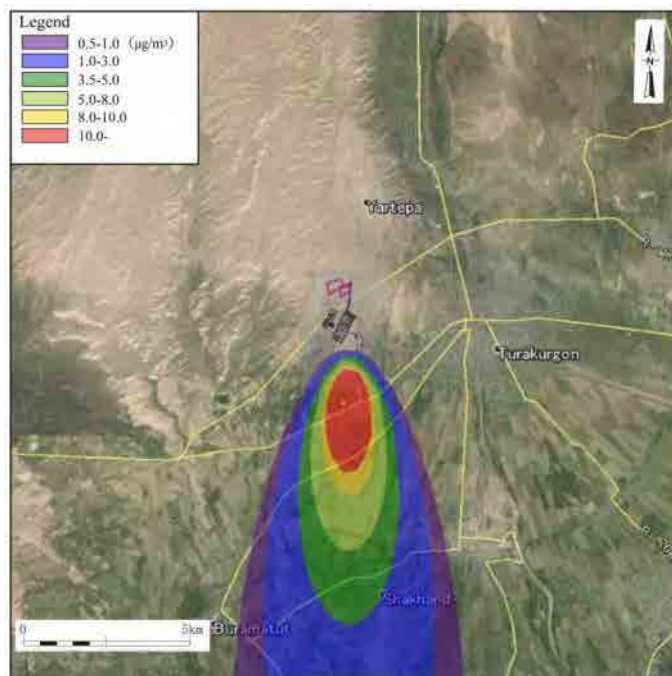 Legend
0.5-1.0 (μg/m³)
1.0-3.0
3.5-5.0
5.0-8.0
8.0-10.0
10.0-
N
Yartepa
Turakurgon
Shakhand
0 5km